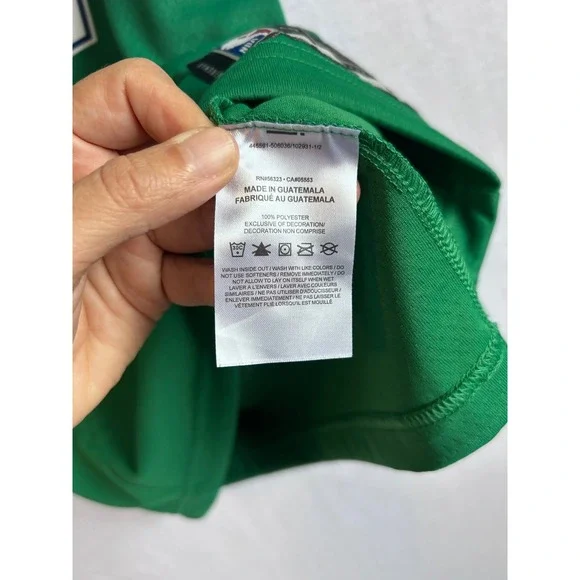 RN#56323 • CA#05553
MADE IN GUATEMALA
FABRIQUÉ AU GUATEMALA
100% POLYESTER
EXCLUSIVE OF DECORATION/
DECORATION NON COMPRISE
WASH INSIDE OUT / WASH WITH LIKE COLORS / DO
NOT USE SOFTENERS / REMOVE IMMEDIATELY / DO
NOT ALLOW TO LAY ON ITSELF WHEN WET
LAVER À L'ENVERS / LAVER AVEC COULEURS
SIMILAIRES / NE PAS UTILISER D'ADOUCISSEUR /
ENLEVER IMMÉDIATEMENT / NE PAS LAISSER LE
VÊTEMENT PLIÉ LORSQU'IL EST MOUILLÉ